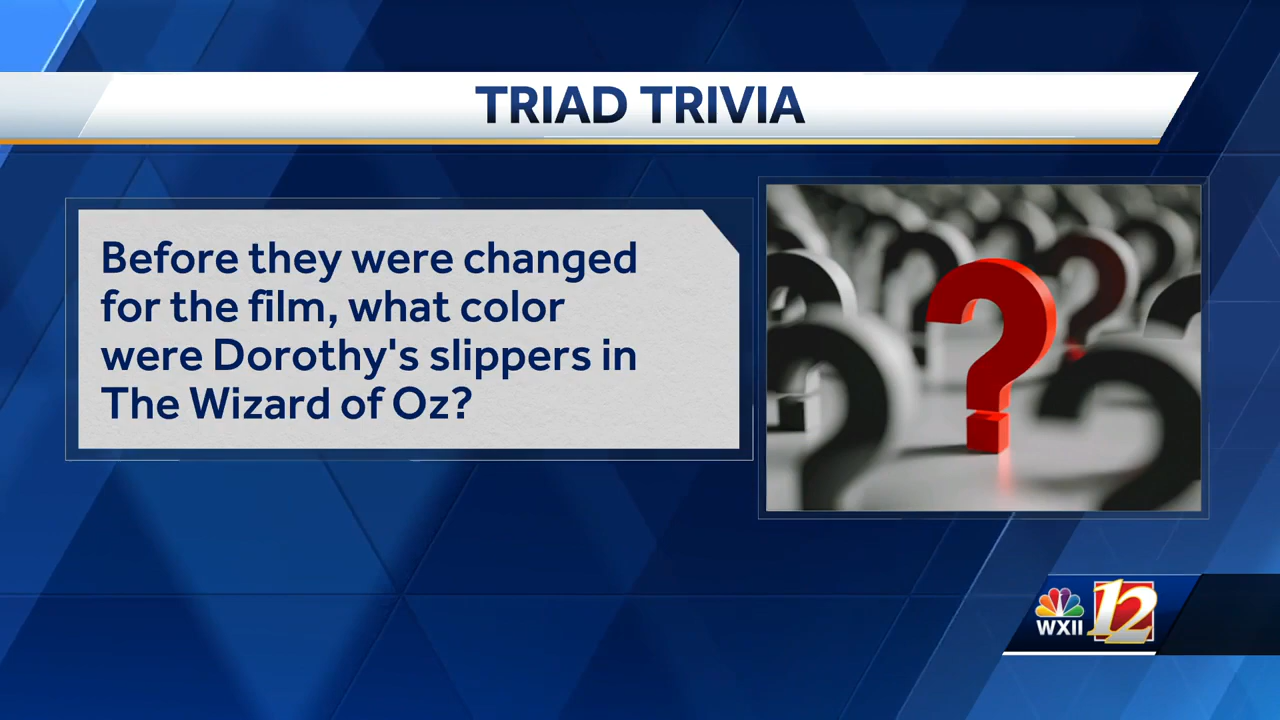 TRIAD TRIVIA
Before they were changed
for the film, what color
were Dorothy's slippers in
The Wizard of Oz?
WXII 12